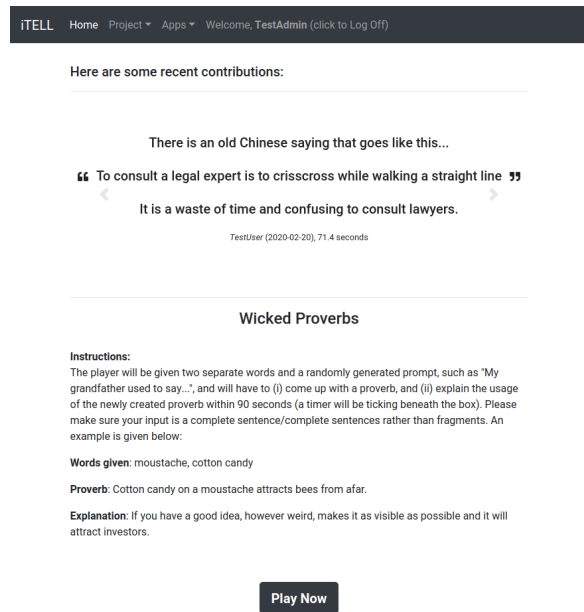 iTELL Home Project Apps Welcome, TestAdmin (click to Log Off)
Here are some recent contributions:
There is an old Chinese saying that goes like this...
“ To consult a legal expert is to crisscross while walking a straight line ”
It is a waste of time and confusing to consult lawyers.
TestUser (2020-02-20), 71.4 seconds
Wicked Proverbs
Instructions:
The player will be given two separate words and a randomly generated prompt, such as "My
grandfather used to say...", and will have to (i) come up with a proverb, and (ii) explain the usage
of the newly created proverb within 90 seconds (a timer will be ticking beneath the box). Please
make sure your input is a complete sentence/complete sentences rather than fragments. An
example is given below:
Words given: moustache, cotton candy
Proverb: Cotton candy on a moustache attracts bees from afar.
Explanation: If you have a good idea, however weird, makes it as visible as possible and it will
attract investors.
Play Now